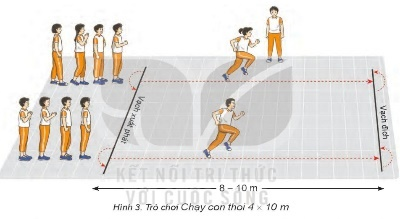 Vạch xuất phát
Vạch đích
KẾT NỐI TRI THỨC
VỚI CUỘC SỐNG
8 – 10 m
Hình 3. Trò chơi Chạy con thoi 4 × 10 m